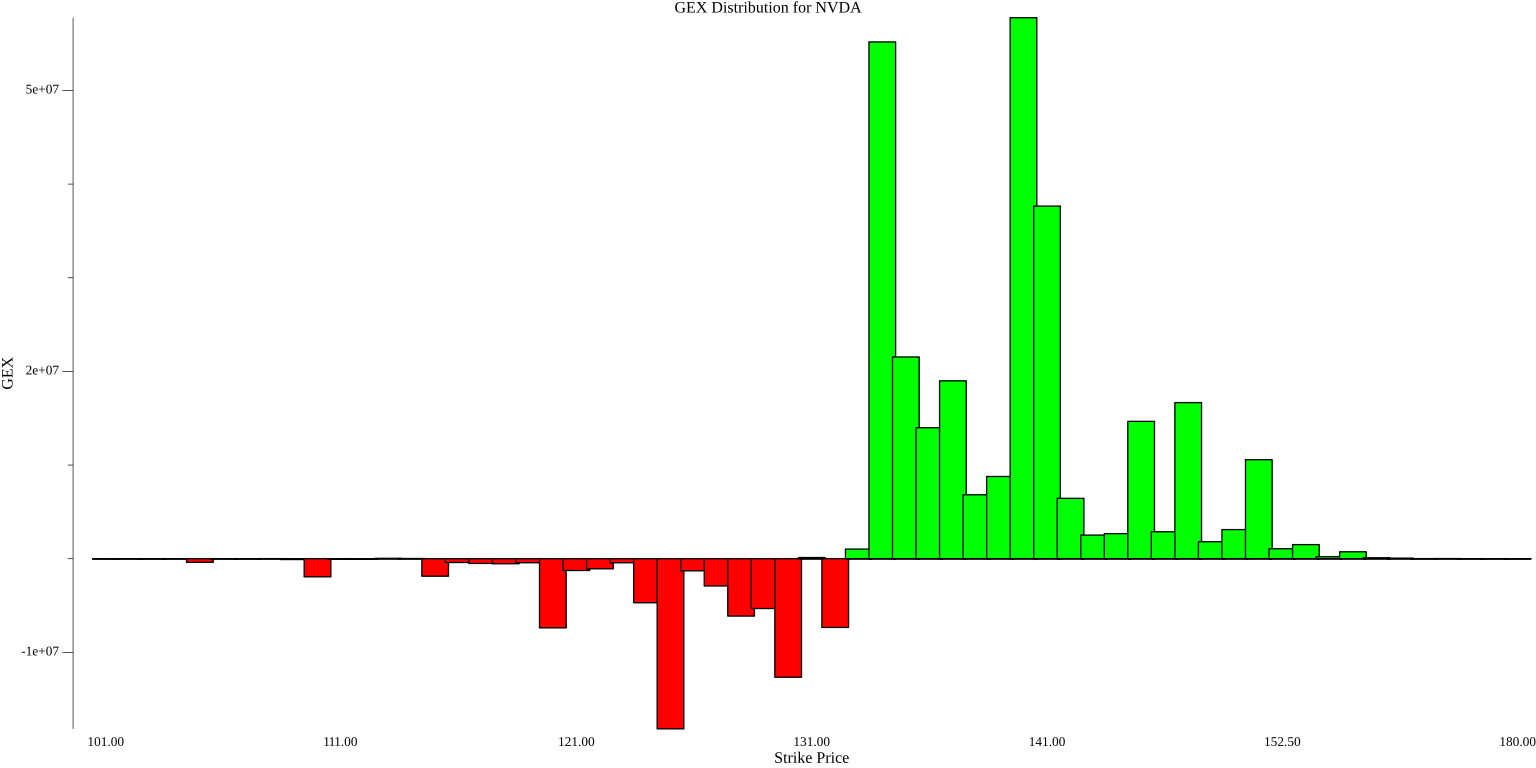 GEX Distribution for NVDA
5e+07
2e+07
GEX
-1e+07
101.00 111.00 121.00 131.00 141.00 152.50 180.00
Strike Price